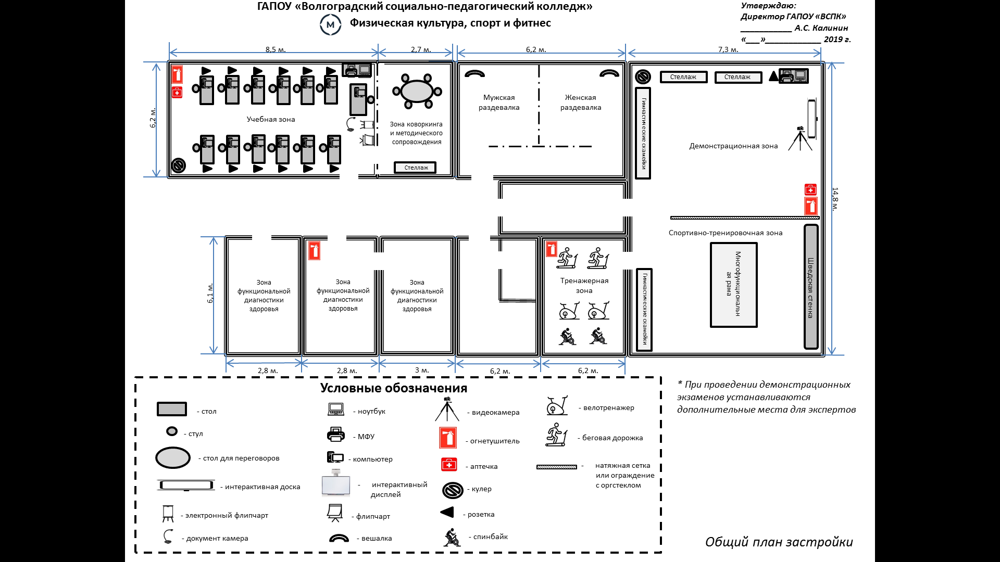 ГАПОУ «Волгоградский социально-педагогический колледж»
М
Физическая культура, спорт и фитнес
Утверждаю:
Директор ГАПОУ «ВСПК»
____________ А.С. Калинин
«___»____________ 2019 г.
8,5 м.
2,7 м.
6,2 м.
7,3 м.
6,2 м.
14,8 м.
Учебная зона
Зона коворкинга
и методического
сопровождения
Стеллаж
Мужская
раздевалка
Женская
раздевалка
Стеллаж
Стеллаж
Гимнастические скамейки
Демонстрационная зона
Спортивно-тренировочная зона
Многофункциональн
ая рама
Шведская стенка
Гимнастические скамейки
6,1 м.
Зона
функциональной
диагностики
здоровья
Зона
функциональной
диагностики
здоровья
Зона
функциональной
диагностики
здоровья
Тренажерная
зона
2,8 м.
2,8 м.
3 м.
6,2 м.
6,2 м.
Условные обозначения
- стол
- стул
- стол для переговоров
- интерактивная доска
- электронный флипчарт
- документ камера
- ноутбук
- МФУ
- компьютер
- интерактивный
дисплей
- флипчарт
- вешалка
- видеокамера
- огнетушитель
- аптечка
- кулер
- розетка
- спинбайк
- велотренажер
- беговая дорожка
- натяжная сетка
или ограждение
с оргстеклом
* При проведении демонстрационных
экзаменов устанавливаются
дополнительные места для экспертов
Общий план застройки